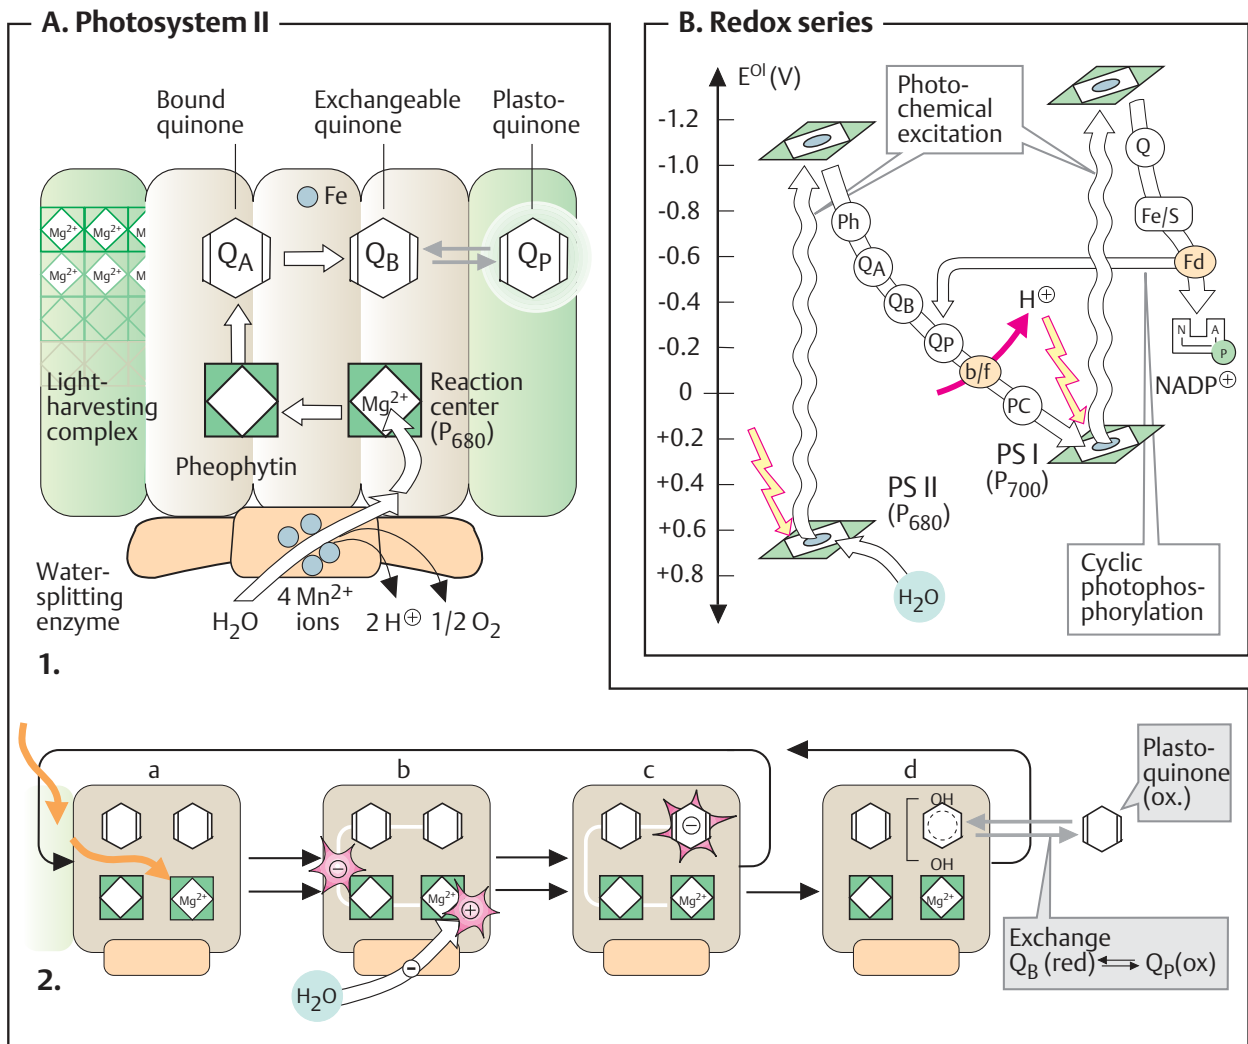 A. Photosystem II
Bound
quinone
Exchangeable
quinone
Plasto-
quinone
Fe
Mg2+
Mg2+
M
Mg2+
Mg2+
M
QA
QB
QP
Light-
harvesting
complex
Mg2+
Reaction
center
(P680)
Pheophytin
Water-
splitting
enzyme
H2O
4 Mn2+
ions
2 H⊕
1/2 O2
1.
B. Redox series
E0I (V)
-1.2
-1.0
-0.8
-0.6
-0.4
-0.2
0
+0.2
+0.4
+0.6
+0.8
Photo-
chemical
excitation
Ph
QA
QB
QP
b/f
PC
H⊕
Q
Fe/S
Fd
N A
P
NADP⊕
PS I
(P700)
PS II
(P680)
H2O
Cyclic
photophos-
phorylation
2.
a
Mg2+
b
−
Mg2+
+
−
H2O
c
−
Mg2+
d
OH
OH
Mg2+
Plasto-
quinone
(ox.)
Exchange
QB (red) ⇌ QP(ox)